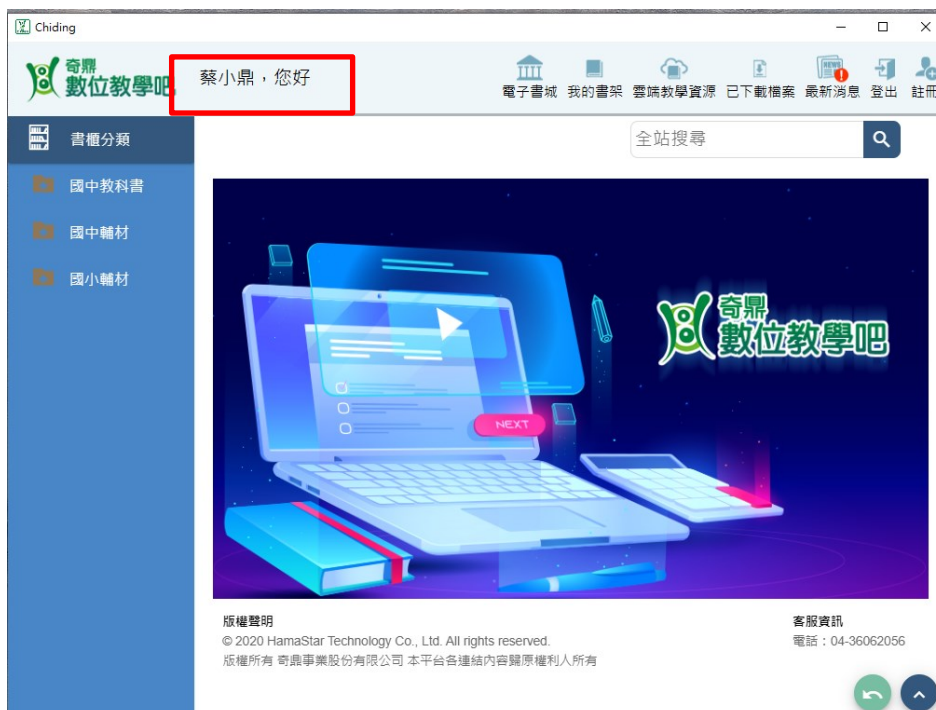 Chiding
奇鼎
數位教學吧
蔡小鼎，您好
電子書城 我的書架 雲端教學資源 已下載檔案 最新消息 登出 註冊
NEWS
書櫃分類
全站搜尋
國中教科書
國中輔材
國小輔材
奇鼎
數位教學吧
NEXT
版權聲明
© 2020 HamaStar Technology Co., Ltd. All rights reserved.
版權所有 奇鼎事業股份有限公司 本平台各連結內容歸原權利人所有
客服資訊
電話：04-36062056